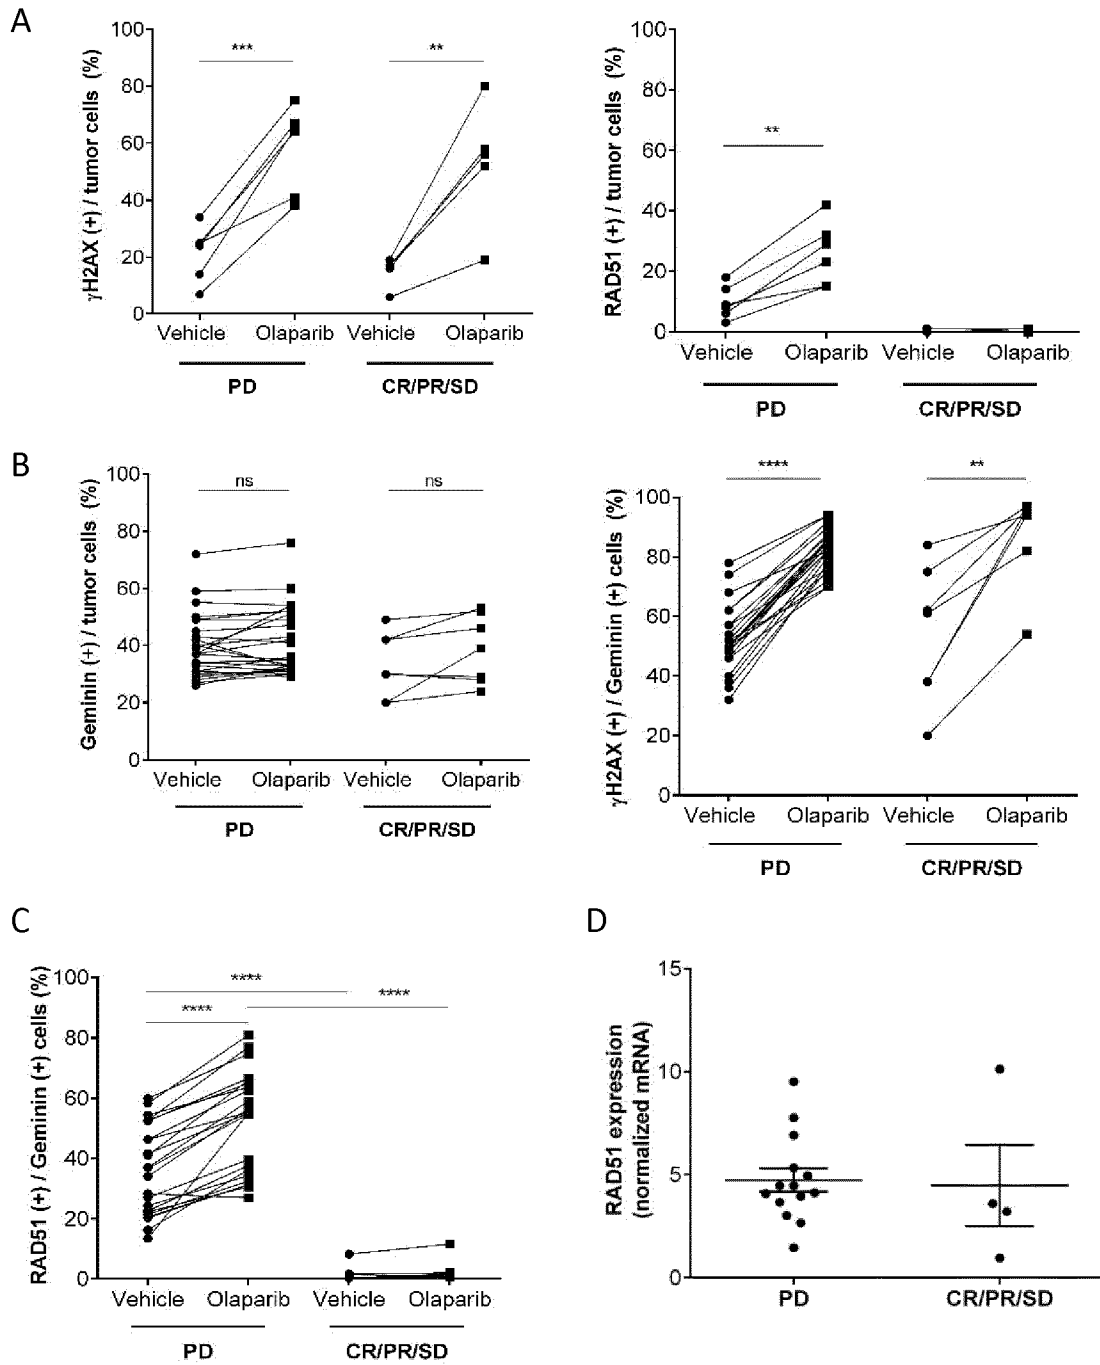 A
γH2AX (+) / tumor cells (%)
100
80
60
40
20
0
***
**
Vehicle Olaparib Vehicle Olaparib
PD CR/PR/SD
RAD51 (+) / tumor cells (%)
100
80
60
40
20
0
**
Vehicle Olaparib Vehicle Olaparib
PD CR/PR/SD
B
Geminin (+) / tumor cells (%)
100
80
60
40
20
0
ns
ns
Vehicle Olaparib Vehicle Olaparib
PD CR/PR/SD
γH2AX (+) / Geminin (+) cells (%)
100
80
60
40
20
0
****
**
Vehicle Olaparib Vehicle Olaparib
PD CR/PR/SD
C
RAD51 (+) / Geminin (+) cells (%)
100
80
60
40
20
0
****
****
****
Vehicle Olaparib Vehicle Olaparib
PD CR/PR/SD
D
RAD51 expression
(normalized mRNA)
15
10
5
0
PD CR/PR/SD